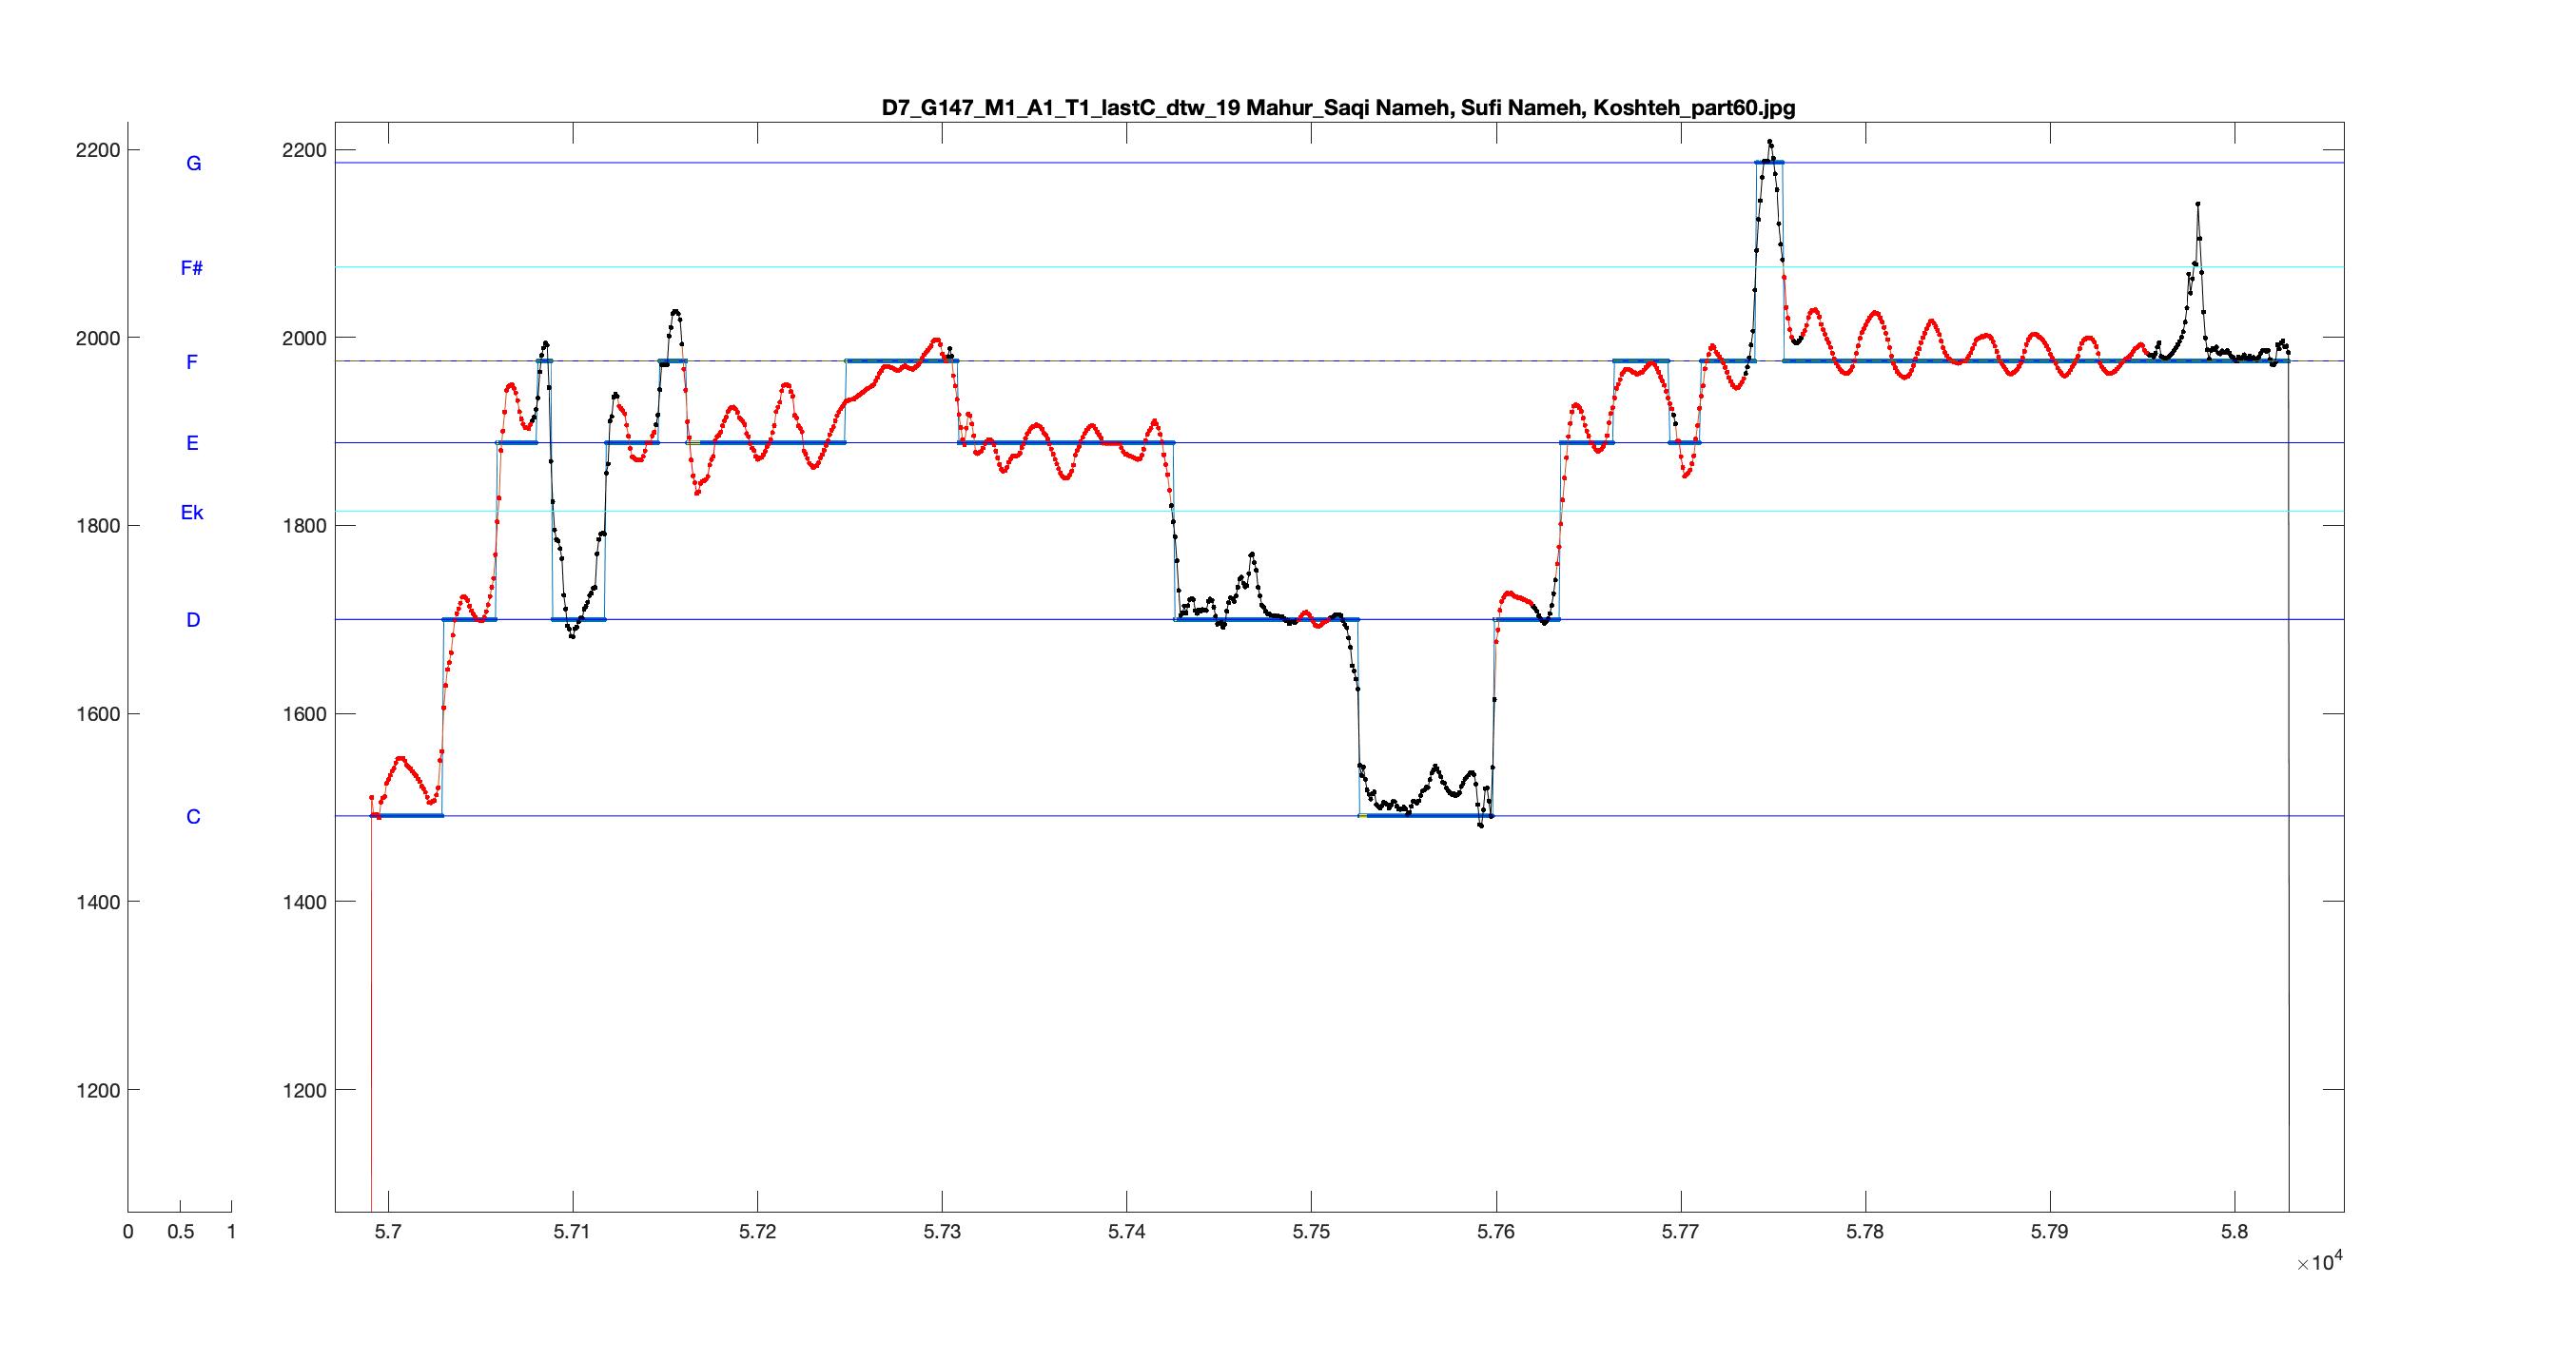 D7_G147_M1_A1_T1_lastC_dtw_19 Mahur_Saqi Nameh, Sufi Nameh, Koshteh_part60.jpg
2200 G 2200
F#
2000 2000
F
E
1800 Ek 1800
D
1600 1600
C
1400 1400
1200 1200
0 0.5 1 5.7 5.71 5.72 5.73 5.74 5.75 5.76 5.77 5.78 5.79 5.8
×10^4